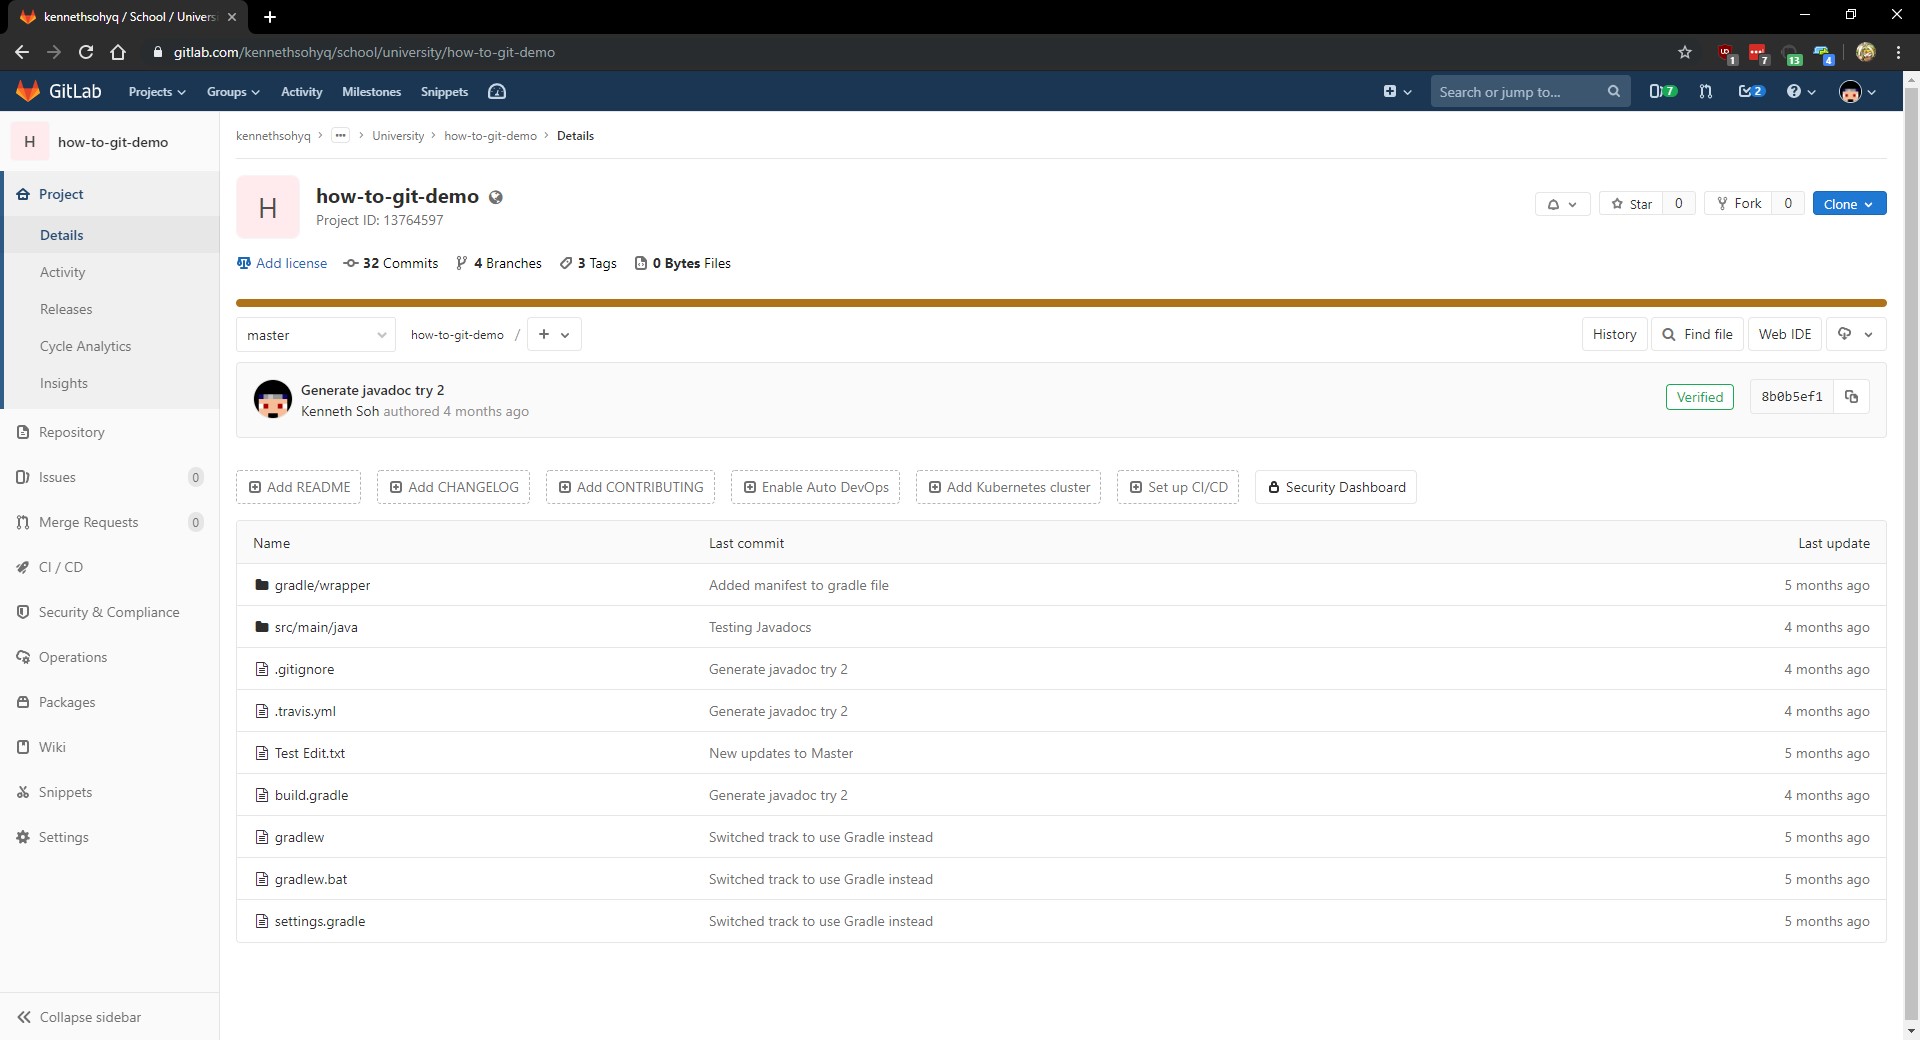 kennethsohyq / School / Univers
gitlab.com/kennethsohyq/school/university/how-to-git-demo
1 7 13 4
GitLab Projects Groups Activity Milestones Snippets Search or jump to... 7 2
H how-to-git-demo
Project
Details
Activity
Releases
Cycle Analytics
Insights
Repository
Issues 0
Merge Requests 0
CI / CD
Security & Compliance
Operations
Packages
Wiki
Snippets
Settings
Collapse sidebar
kennethsohyq > ... > University > how-to-git-demo > Details
H
how-to-git-demo
Project ID: 13764597
Star 0 Fork 0 Clone
Add license 32 Commits 4 Branches 3 Tags 0 Bytes Files
master how-to-git-demo / + History Find file Web IDE
Generate javadoc try 2
Kenneth Soh authored 4 months ago
Verified 8b0b5ef1
Add README Add CHANGELOG Add CONTRIBUTING Enable Auto DevOps Add Kubernetes cluster Set up CI/CD Security Dashboard
Name Last commit Last update
gradle/wrapper Added manifest to gradle file 5 months ago
src/main/java Testing Javadocs 4 months ago
.gitignore Generate javadoc try 2 4 months ago
.travis.yml Generate javadoc try 2 4 months ago
Test Edit.txt New updates to Master 5 months ago
build.gradle Generate javadoc try 2 4 months ago
gradlew Switched track to use Gradle instead 5 months ago
gradlew.bat Switched track to use Gradle instead 5 months ago
settings.gradle Switched track to use Gradle instead 5 months ago